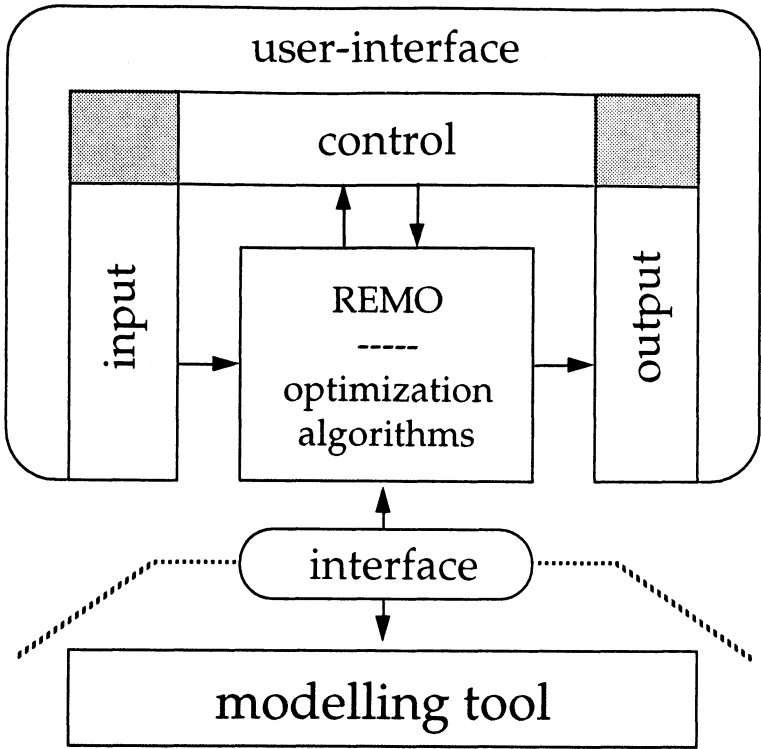 user-interface
control
input
REMO
-----
optimization
algorithms
output
interface
modelling tool